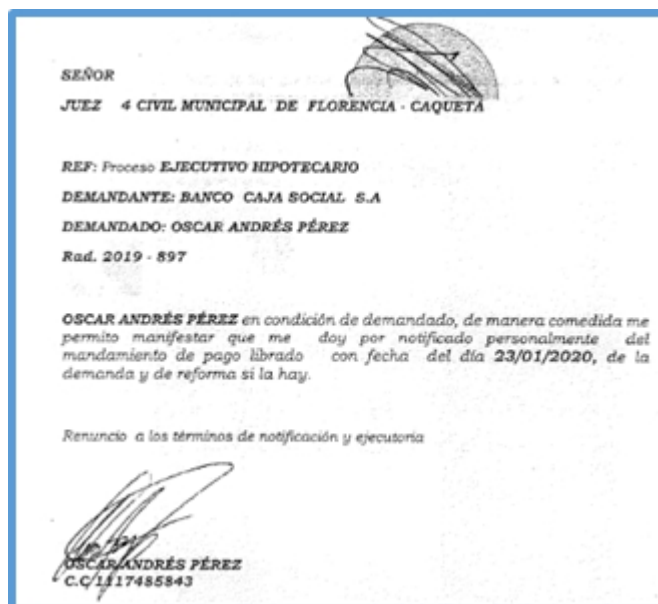 SEÑOR
JUEZ 4 CIVIL MUNICIPAL DE FLORENCIA - CAQUETA
REF: Proceso EJECUTIVO HIPOTECARIO
DEMANDANTE: BANCO CAJA SOCIAL S.A
DEMANDADO: OSCAR ANDRÉS PÉREZ
Rad. 2019 - 897
OSCAR ANDRÉS PÉREZ en condición de demandado, de manera comedida me
permito manifestar que me doy por notificado personalmente del
mandamiento de pago librado con fecha del día 23/01/2020, de la
demanda y de reforma si la hay.
Renuncio a los términos de notificación y ejecutoria
OSCAR ANDRÉS PÉREZ
C.C 1117485843